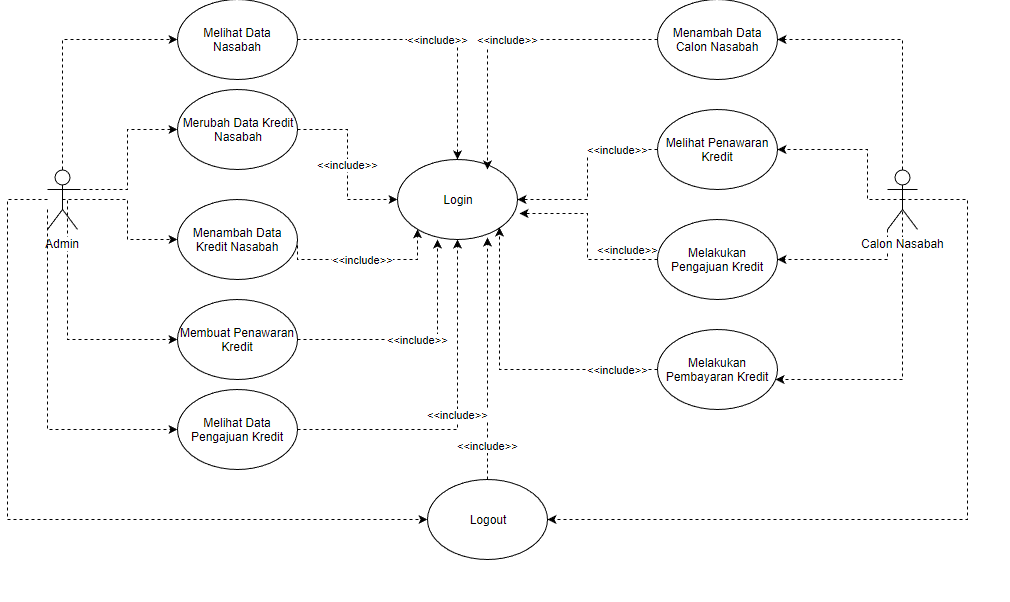 Melihat Data
Nasabah
<<include>>
<<include>>
Menambah Data
Calon Nasabah
Merubah Data Kredit
Nasabah
<<include>>
<<include>>
Melihat Penawaran
Kredit
Login
Admin
Menambah Data
Kredit Nasabah
<<include>>
<<include>>
Melakukan
Pengajuan Kredit
Calon Nasabah
Membuat Penawaran
Kredit
<<include>>
<<include>>
Melakukan
Pembayaran Kredit
Melihat Data
Pengajuan Kredit
<<include>>
<<include>>
Logout